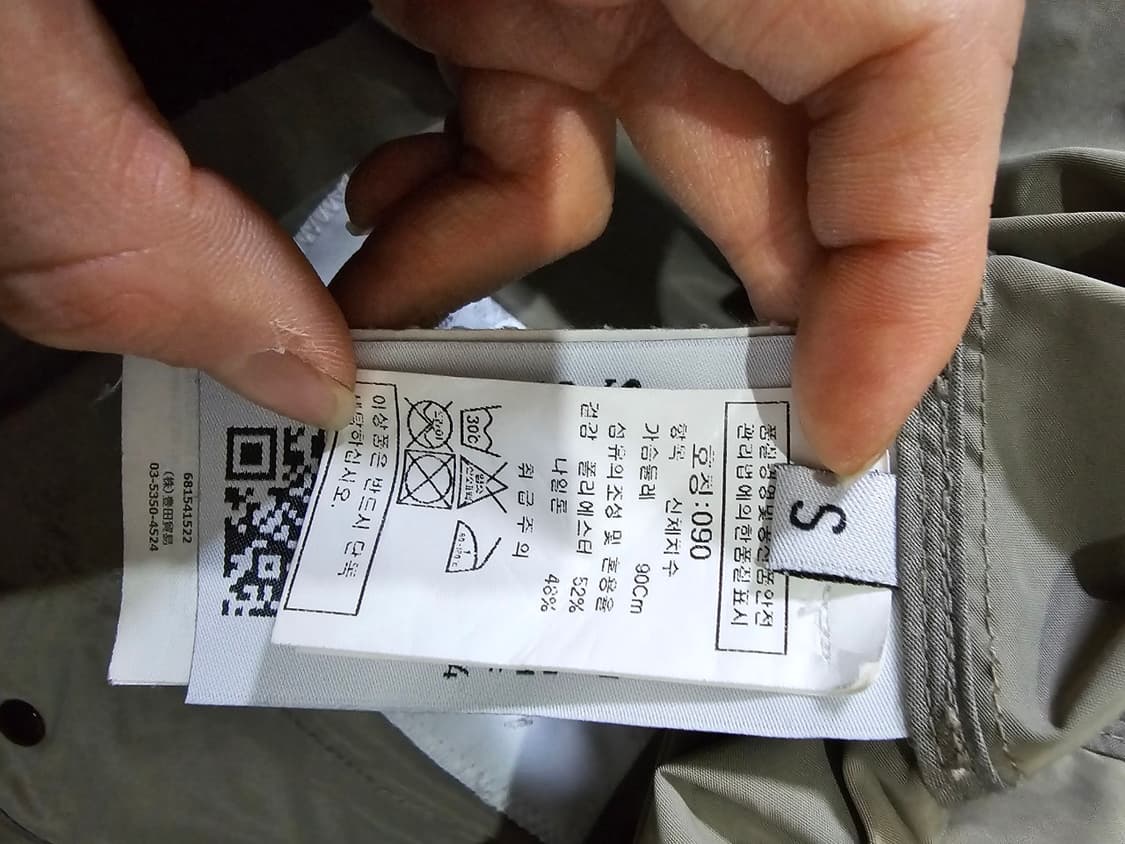 S
품질경영및공산품안전
관리법에의한품질표시
호칭:090
항목 신체치수
가슴둘레 90Cm
섬유의조성 및 혼용율
겉감 폴리에스터 52%
나일론 48%
취급주의
30℃
이상품은 반드시 단독
하십시요.
681541522
(株)豊田貿易
03-5350-4524